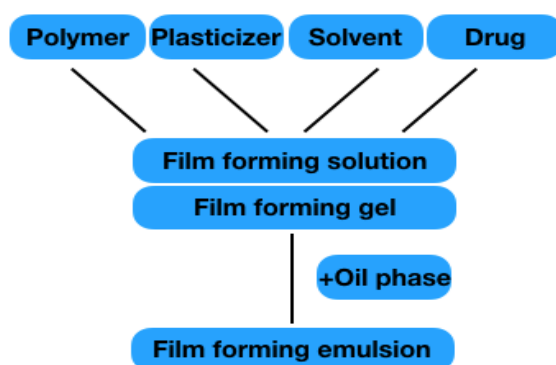 Polymer
Plasticizer
Solvent
Drug
Film forming solution
Film forming gel
+Oil phase
Film forming emulsion